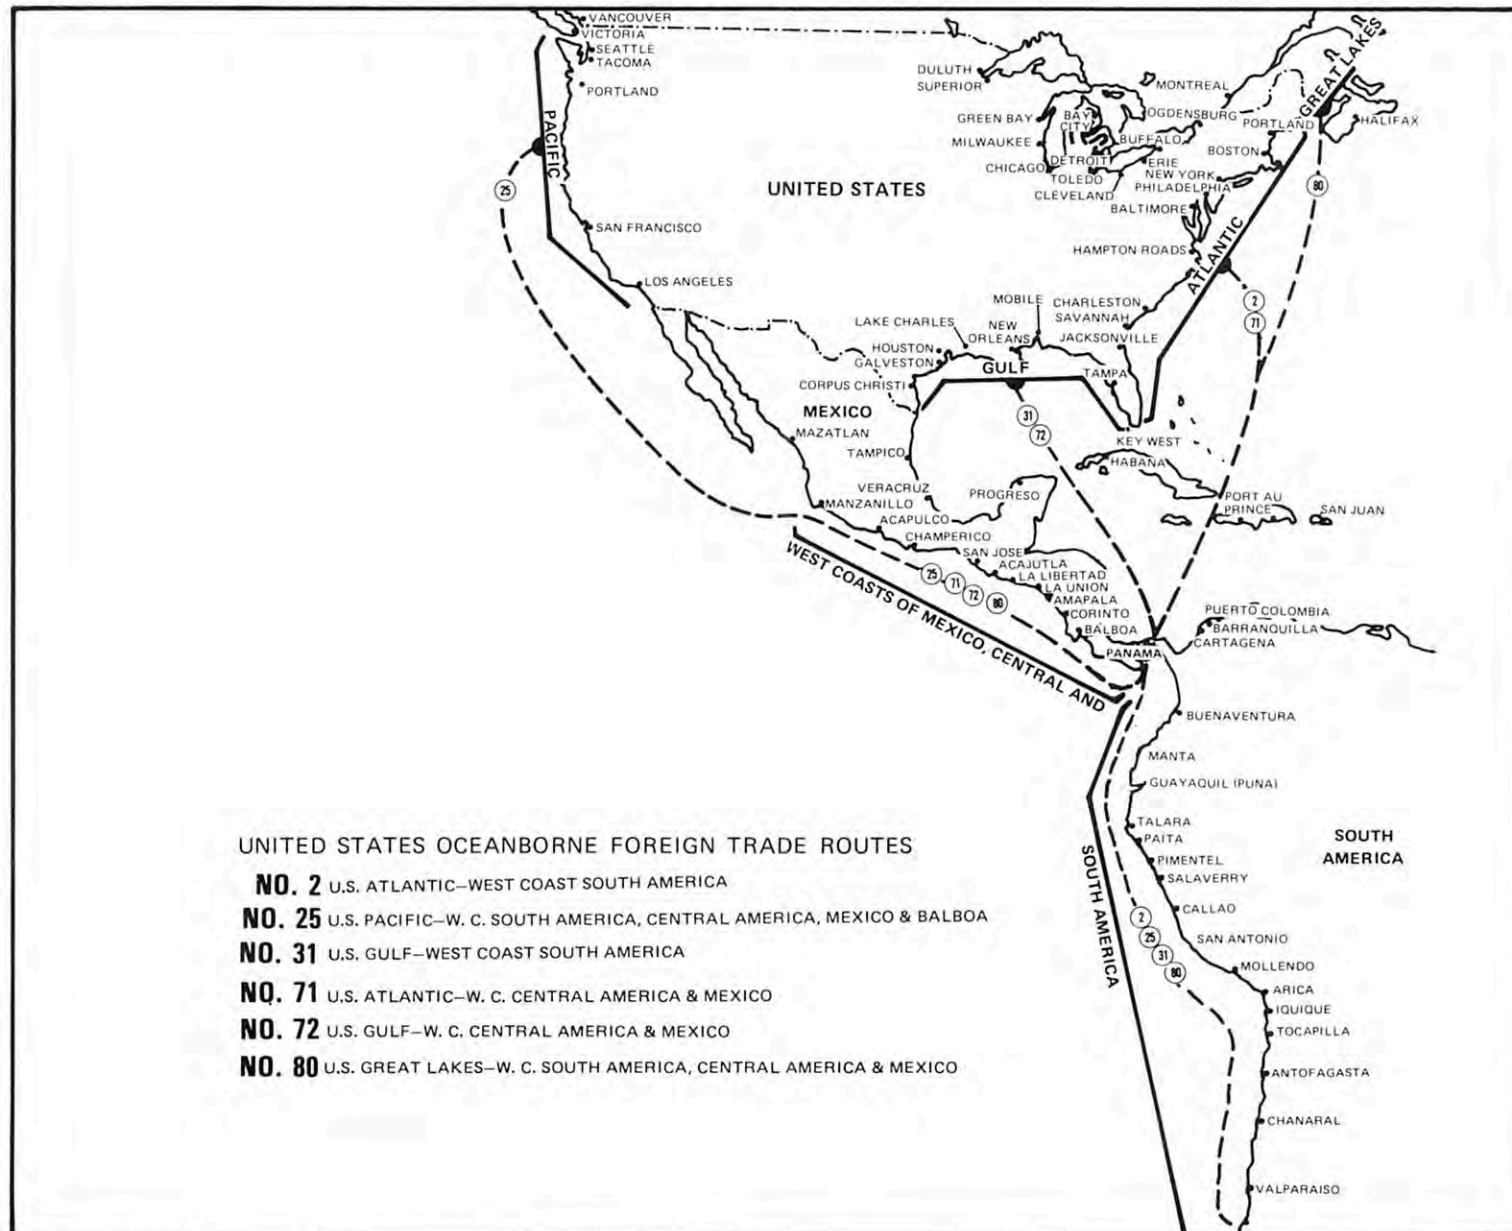 VANCOUVER
VICTORIA
SEATTLE
TACOMA
PORTLAND
PACIFIC
25
SAN FRANCISCO
LOS ANGELES
UNITED STATES
DULUTH
SUPERIOR
GREEN BAY
MILWAUKEE
CHICAGO
BAY
CITY
DETROIT
TOLEDO
CLEVELAND
BUFFALO
ERIE
OGDENSBURG
MONTREAL
GREAT LAKES
PORTLAND
HALIFAX
BOSTON
NEW YORK
PHILADELPHIA
BALTIMORE
HAMPTON ROADS
80
ATLANTIC
2
71
MOBILE
CHARLESTON
SAVANNAH
LAKE CHARLES
NEW
ORLEANS
JACKSONVILLE
HOUSTON
GALVESTON
GULF
TAMPA
CORPUS CHRISTI
MEXICO
31
72
MAZATLAN
KEY WEST
TAMPICO
HABANA
VERACRUZ
PROGRESO
MANZANILLO
PORT AU
PRINCE
SAN JUAN
ACAPULCO
CHAMPERICO
SAN JOSE
ACAJUTLA
LA LIBERTAD
LA UNION
AMAPALA
CORINTO
BALBOA
PANAMA
25
71
72
80
WEST COASTS OF MEXICO, CENTRAL AND
PUERTO COLOMBIA
BARRANQUILLA
CARTAGENA
BUENAVENTURA
MANTA
GUAYAQUIL (PUNA)
TALARA
PAITA
PIMENTEL
SALAVERRY
SOUTH
AMERICA
SOUTH AMERICA
CALLAO
2
25
31
80
SAN ANTONIO
MOLLENDO
ARICA
IQUIQUE
TOCAPILLA
ANTOFAGASTA
CHANARAL
VALPARAISO
UNITED STATES OCEANBORNE FOREIGN TRADE ROUTES
NO. 2 U.S. ATLANTIC–WEST COAST SOUTH AMERICA
NO. 25 U.S. PACIFIC–W. C. SOUTH AMERICA, CENTRAL AMERICA, MEXICO & BALBOA
NO. 31 U.S. GULF–WEST COAST SOUTH AMERICA
NO. 71 U.S. ATLANTIC–W. C. CENTRAL AMERICA & MEXICO
NO. 72 U.S. GULF–W. C. CENTRAL AMERICA & MEXICO
NO. 80 U.S. GREAT LAKES–W. C. SOUTH AMERICA, CENTRAL AMERICA & MEXICO